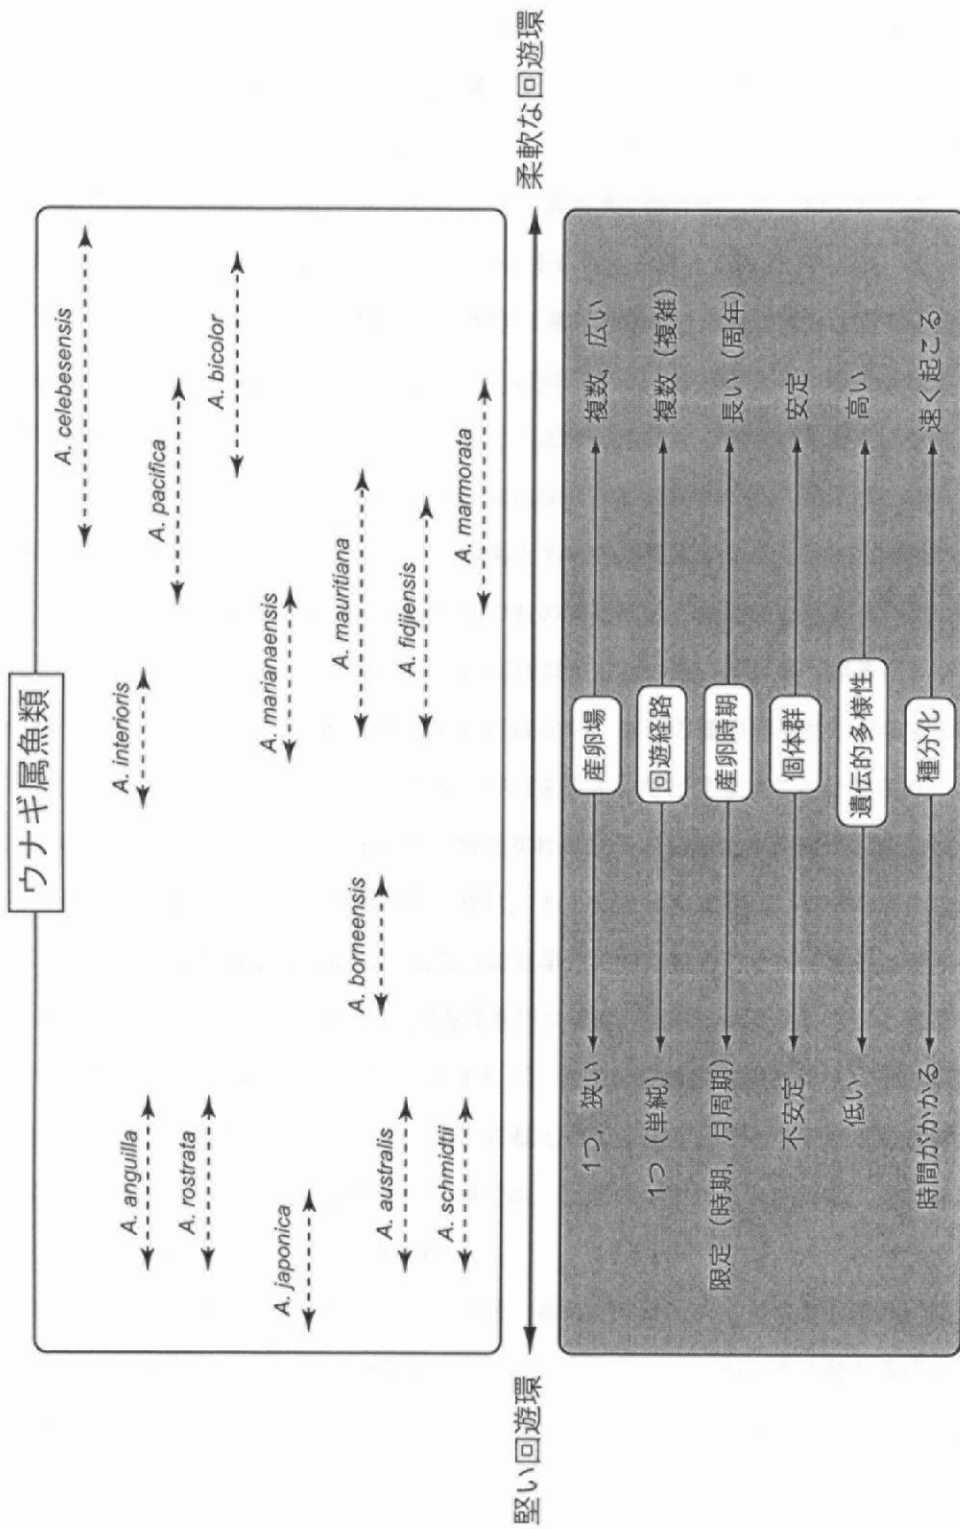 ウナギ属魚類
A. celebesensis
A. interioris
A. anguilla
A. pacifica
A. rostrata
A. bicolor
A. marianaensis
A. japonica
A. mauritiana
A. borneensis
A. fidjiensis
A. australis
A. marmorata
A. schmidtii
堅い回遊環
柔軟な回遊環
1つ, 狭い 産卵場 複数, 広い
1つ (単純) 回遊経路 複数 (複雑)
限定 (時期, 月周期) 産卵時期 長い (周年)
不安定 個体群 安定
低い 遺伝的多様性 高い
時間がかかる 種分化 速く起こる